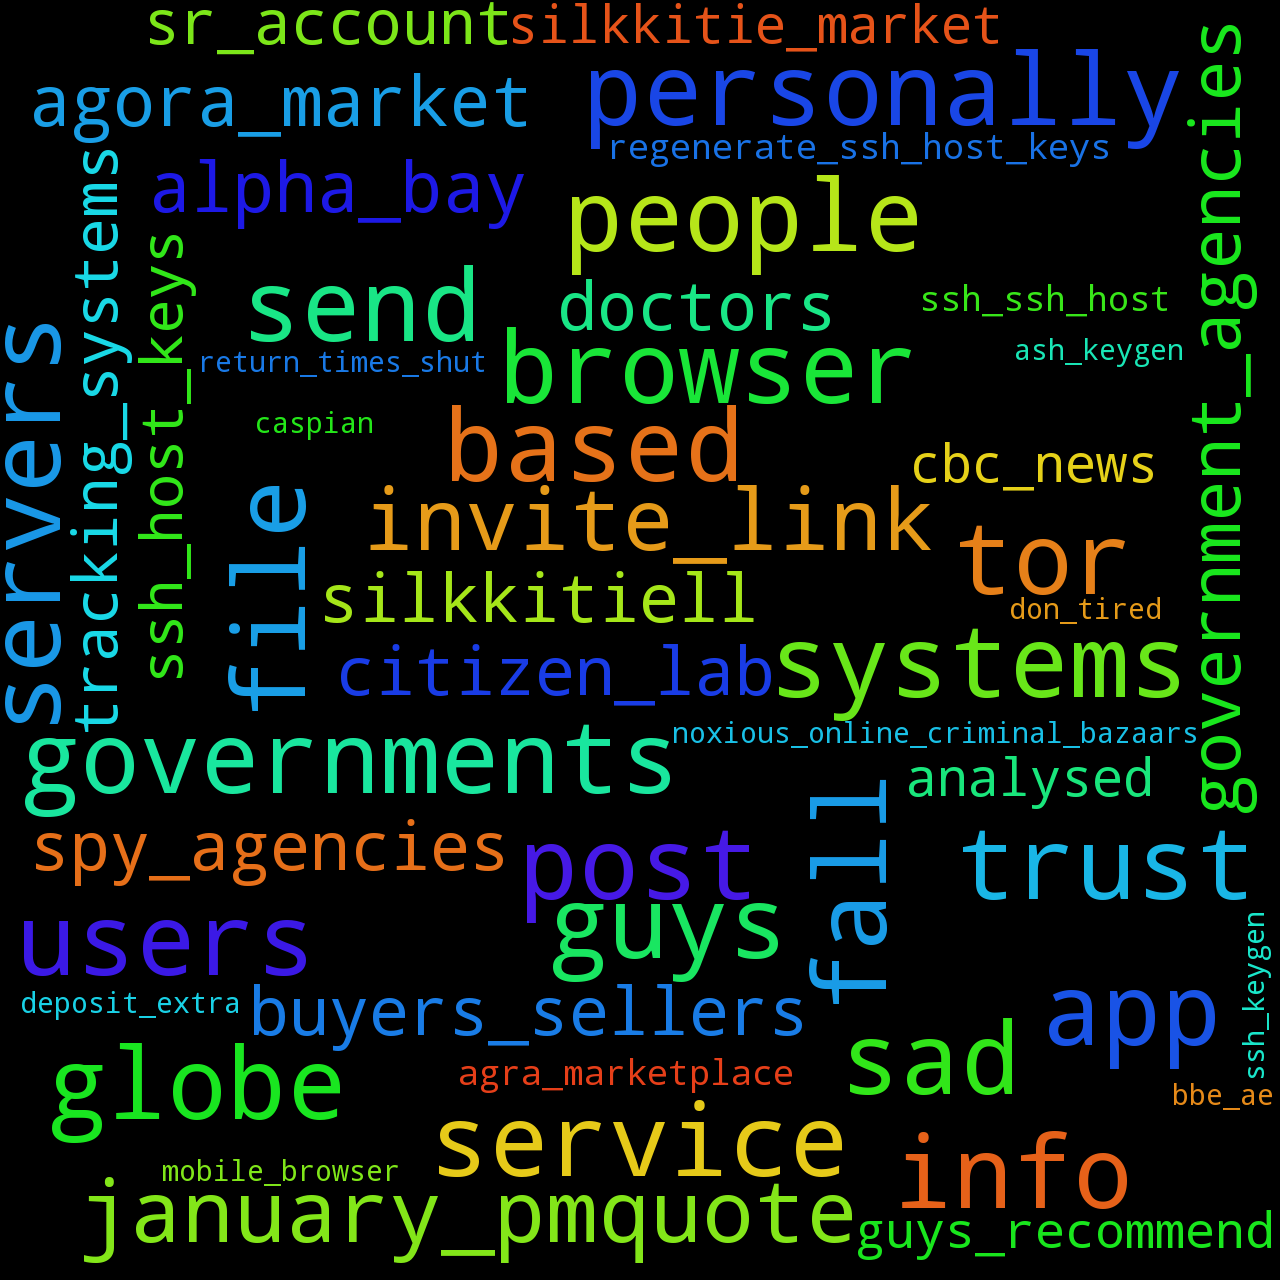 sr_account
silkkitie_market
agora_market
personally
regenerate_ssh_host_keys
government_agencies
tracking_systems
alpha_bay
people
ssh_host_keys
send
doctors
ssh_ssh_host
servers
return_times_shut
browser
ash_keygen
caspian
based
cbc_news
file
invite_link
tor
silkkitiell
don_tired
citizen_lab
systems
governments
noxious_online_criminal_bazaars
analysed
fall
spy_agencies
post
trust
users
guys
ssh_keygen
deposit_extra
buyers_sellers
app
globe
agra_marketplace
sad
bbe_ae
service
info
mobile_browser
january_pmquote
guys_recommend